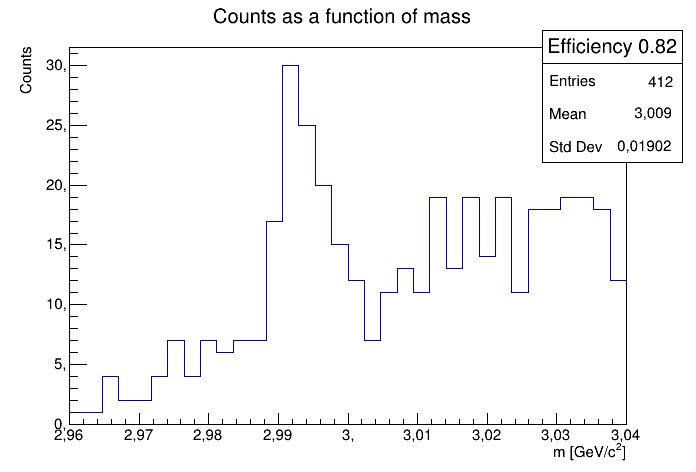 Counts as a function of mass
Efficiency 0.82
Entries 412
Mean 3,009
Std Dev 0,01902
Counts
30,
25,
20,
15,
10,
5,
0,
2,96 2,97 2,98 2,99 3, 3,01 3,02 3,03 3,04
m [GeV/c²]